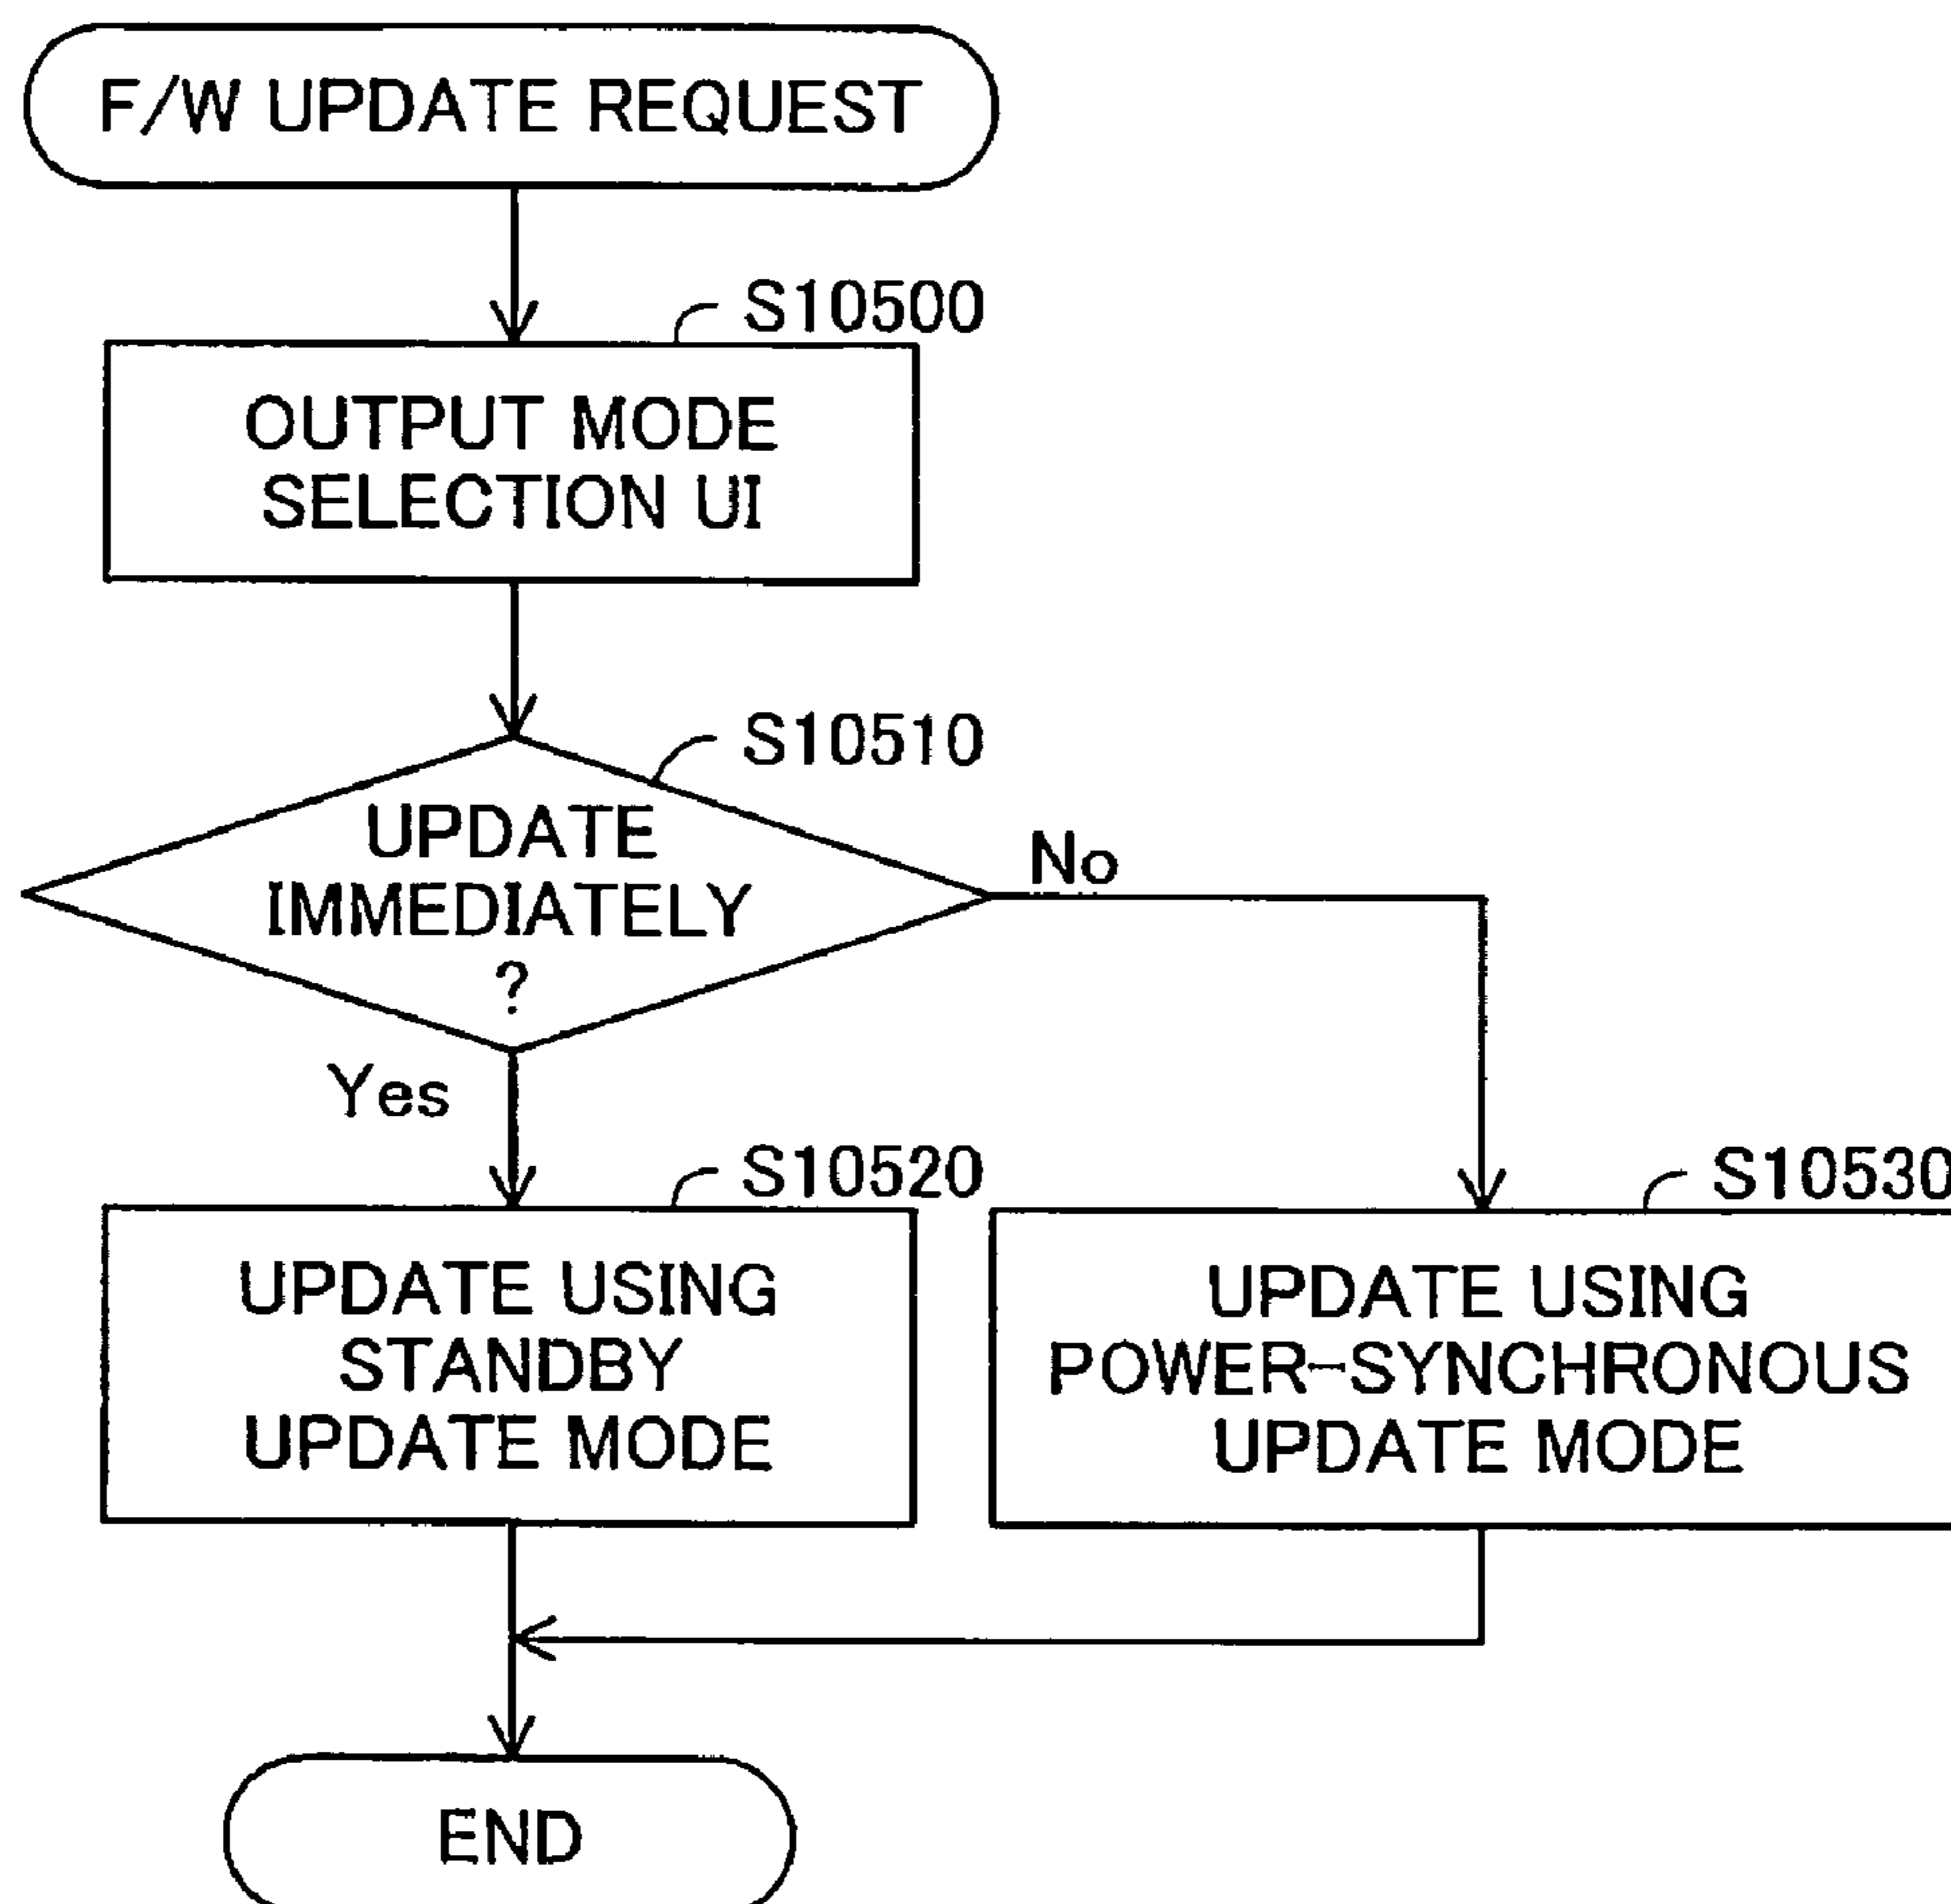 F/W UPDATE REQUEST
S10500
OUTPUT MODE
SELECTION UI
S10510
UPDATE
IMMEDIATELY
?
No
Yes
S10520
UPDATE USING
STANDBY
UPDATE MODE
S10530
UPDATE USING
POWER-SYNCHRONOUS
UPDATE MODE
END